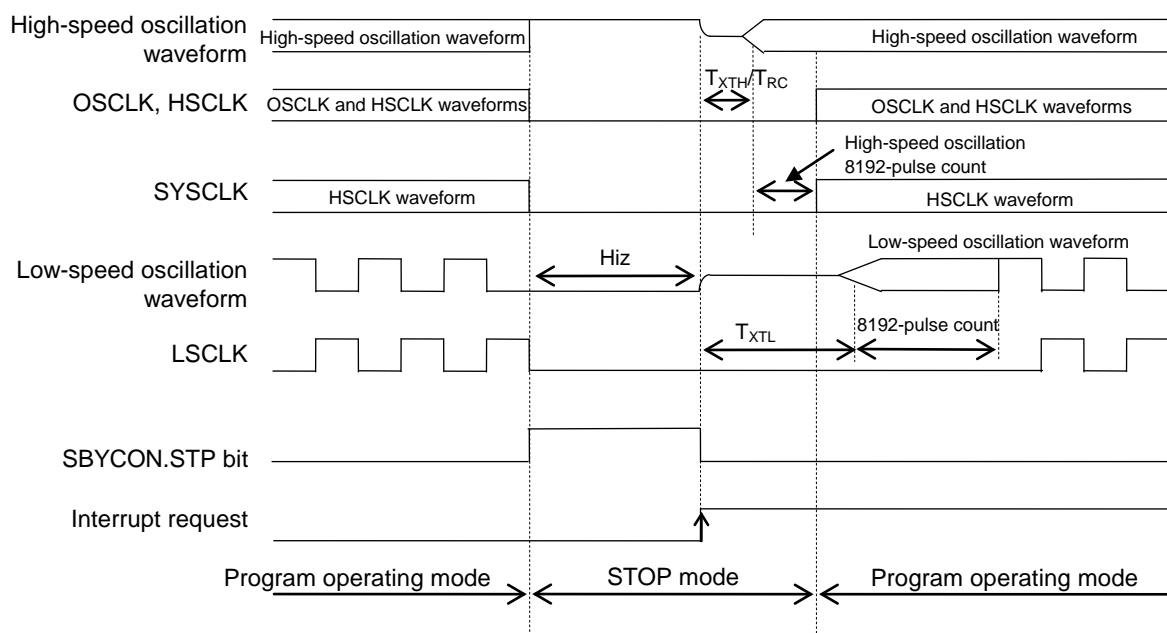 High-speed oscillation
waveform
High-speed oscillation waveform
High-speed oscillation waveform
T_XTH/T_RC
OSCLK, HSCLK
OSCLK and HSCLK waveforms
OSCLK and HSCLK waveforms
High-speed oscillation
8192-pulse count
SYSCLK
HSCLK waveform
HSCLK waveform
Low-speed oscillation waveform
Low-speed oscillation
waveform
Hiz
8192-pulse count
T_XTL
LSCLK
SBYCON.STP bit
Interrupt request
Program operating mode
STOP mode
Program operating mode